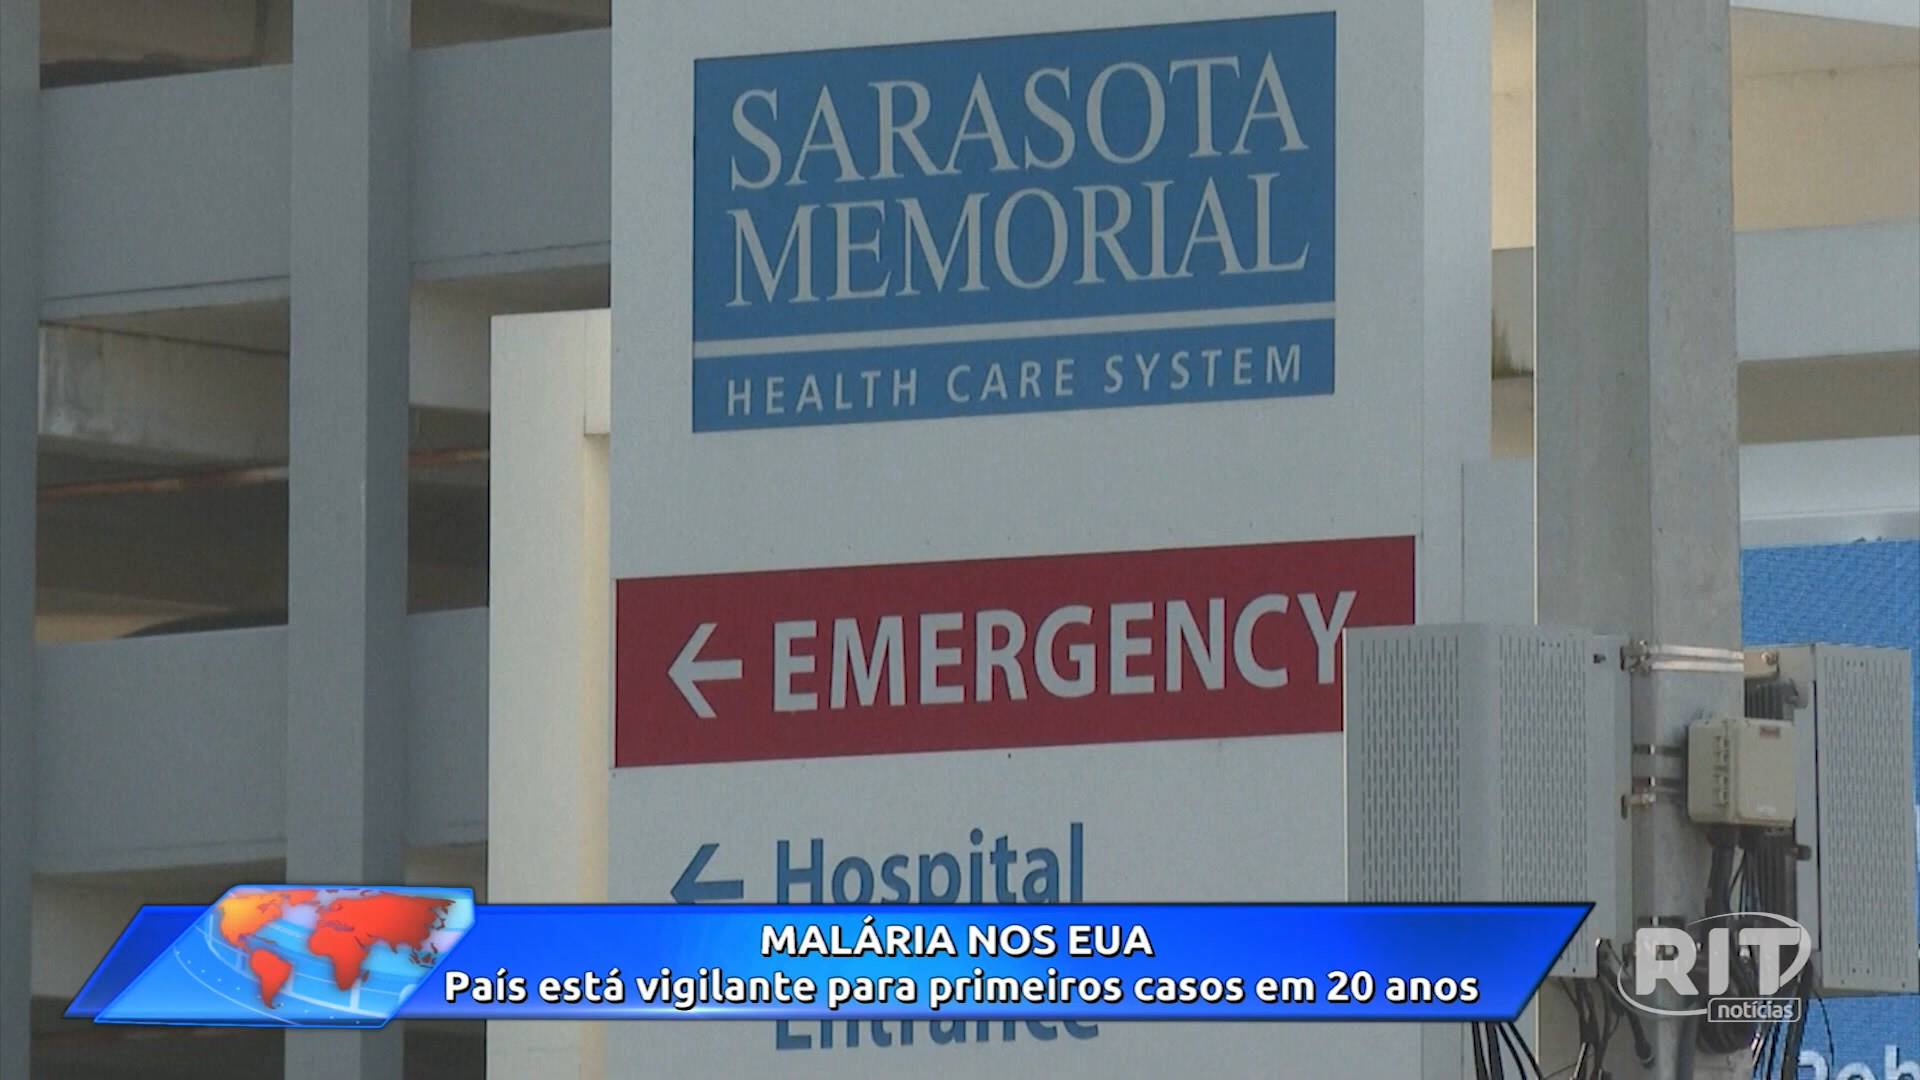 SARASOTA
MEMORIAL
HEALTH CARE SYSTEM
← EMERGENCY
← Hospital
Entrance
MALÁRIA NOS EUA
País está vigilante para primeiros casos em 20 anos
RIT
notícias